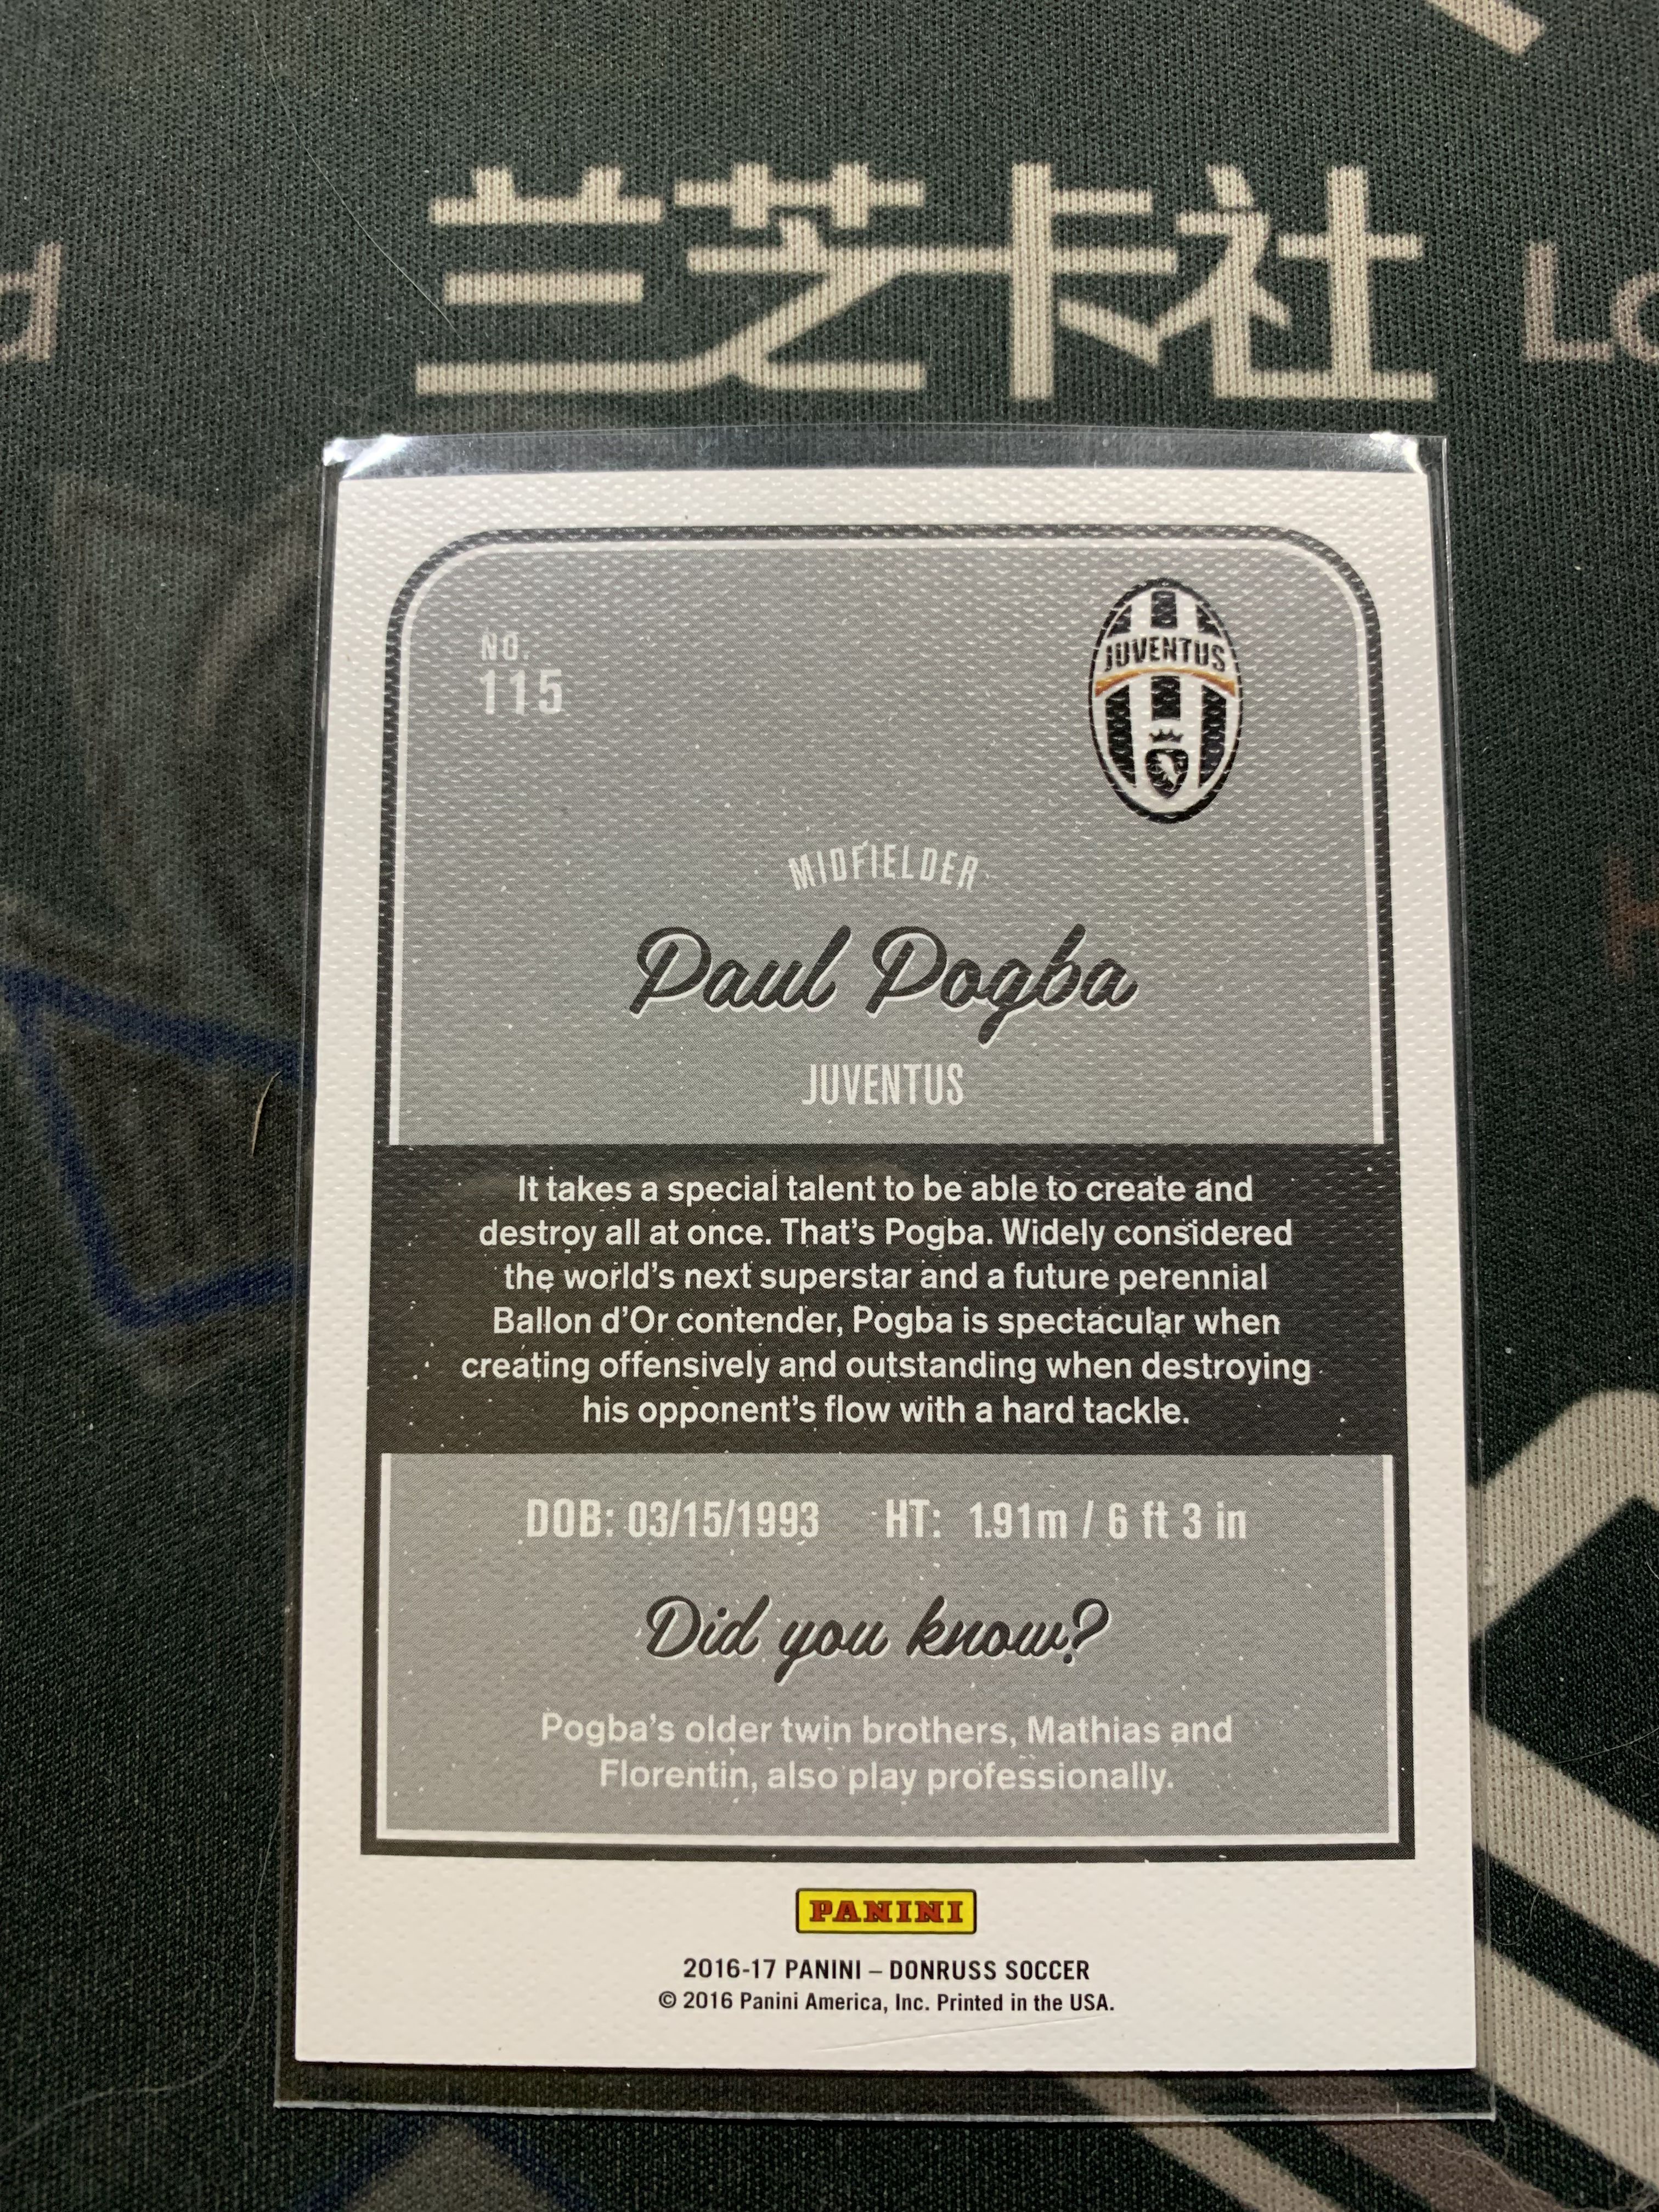 兰芝卡社
NO.
115
JUVENTUS
MIDFIELDER
Paul Pogba
JUVENTUS
It takes a special talent to be able to create and
destroy all at once. That's Pogba. Widely considered
the world's next superstar and a future perennial
Ballon d'Or contender, Pogba is spectacular when
creating offensively and outstanding when destroying
his opponent's flow with a hard tackle.
DOB: 03/15/1993 HT: 1.91m / 6 ft 3 in
Did you know?
Pogba's older twin brothers, Mathias and
Florentin, also play professionally.
PANINI
2016-17 PANINI – DONRUSS SOCCER
© 2016 Panini America, Inc. Printed in the USA.